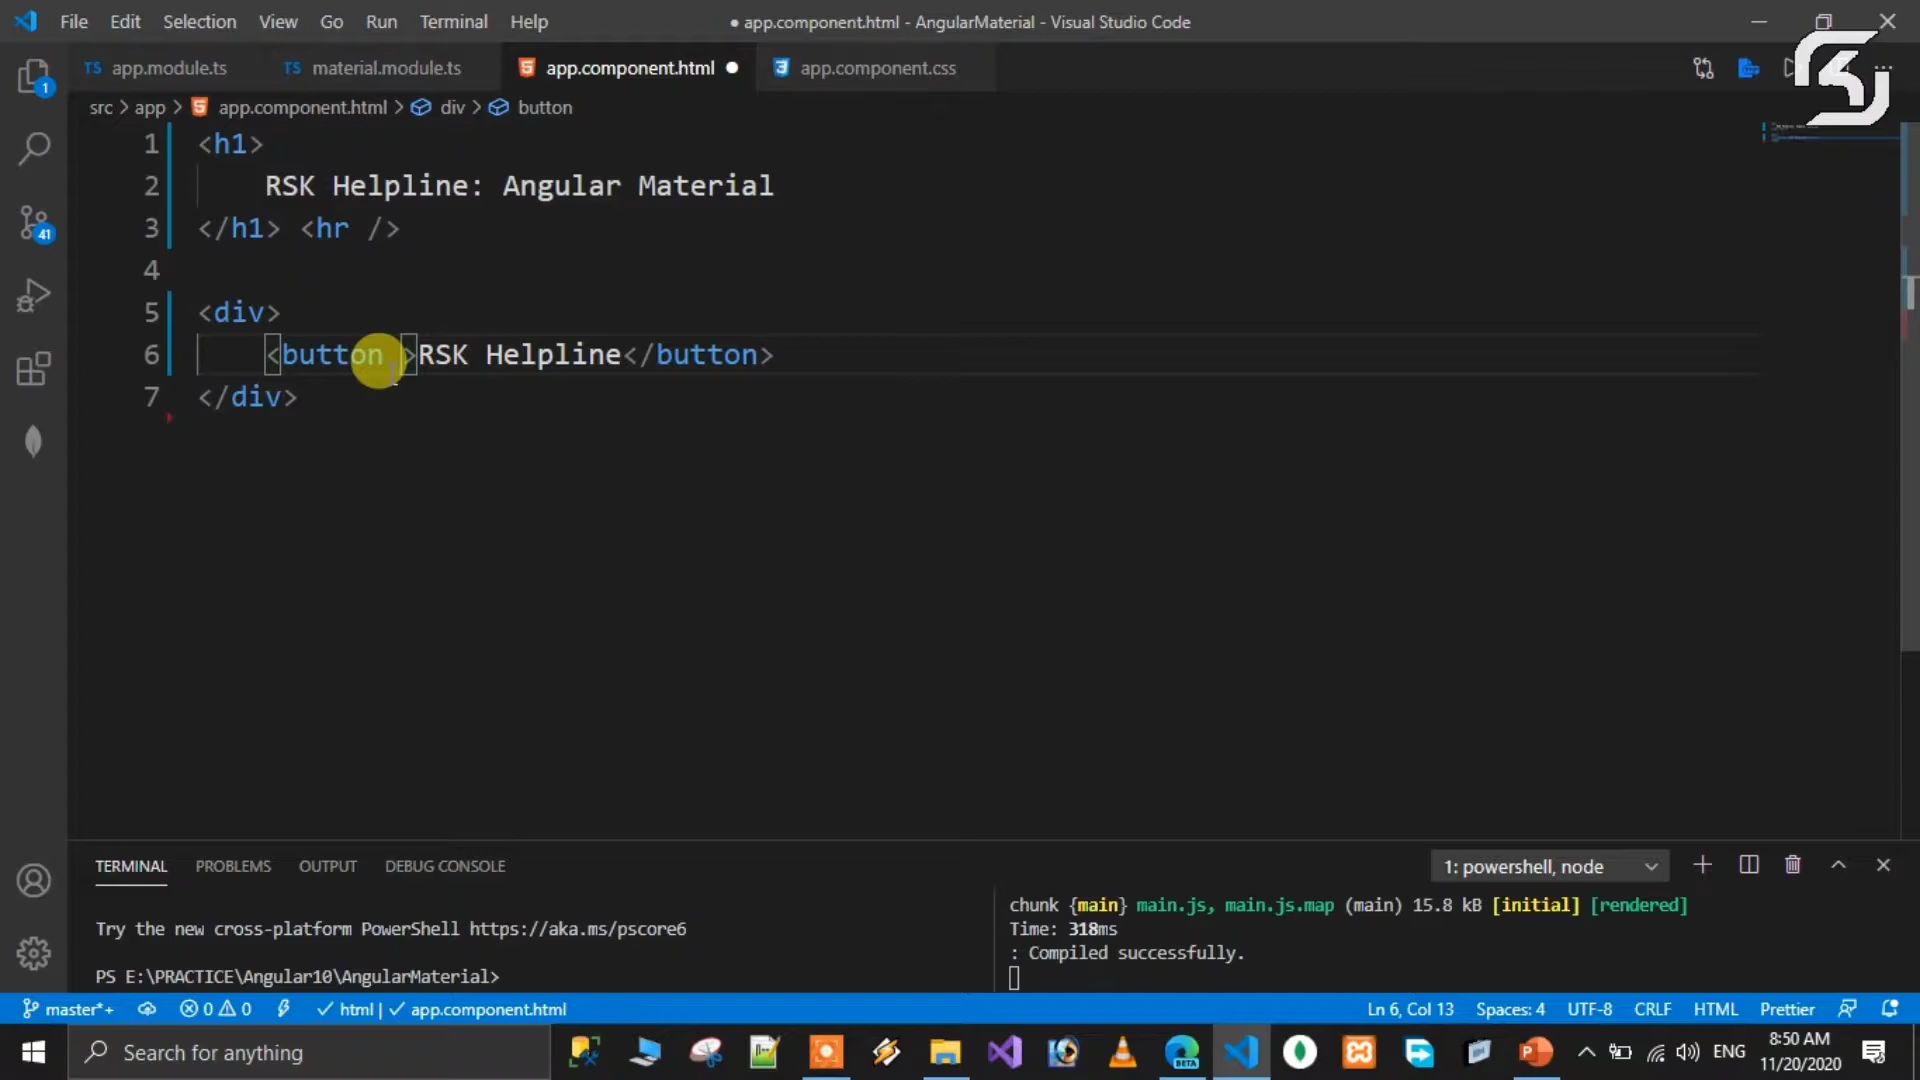 File Edit Selection View Go Run Terminal Help ● app.component.html - AngularMaterial - Visual Studio Code
TS app.module.ts TS material.module.ts app.component.html ● app.component.css
src > app > app.component.html > div > button
1 <h1>
2 RSK Helpline: Angular Material
3 </h1> <hr />
4
5 <div>
6 <button >RSK Helpline</button>
7 </div>
1
41
TERMINAL PROBLEMS OUTPUT DEBUG CONSOLE 1: powershell, node
Try the new cross-platform PowerShell https://aka.ms/pscore6
PS E:\PRACTICE\Angular10\AngularMaterial>
chunk {main} main.js, main.js.map (main) 15.8 kB [initial] [rendered]
Time: 318ms
: Compiled successfully.
master*+ 0 0 html | app.component.html Ln 6, Col 13 Spaces: 4 UTF-8 CRLF HTML Prettier
Search for anything ENG 8:50 AM
11/20/2020